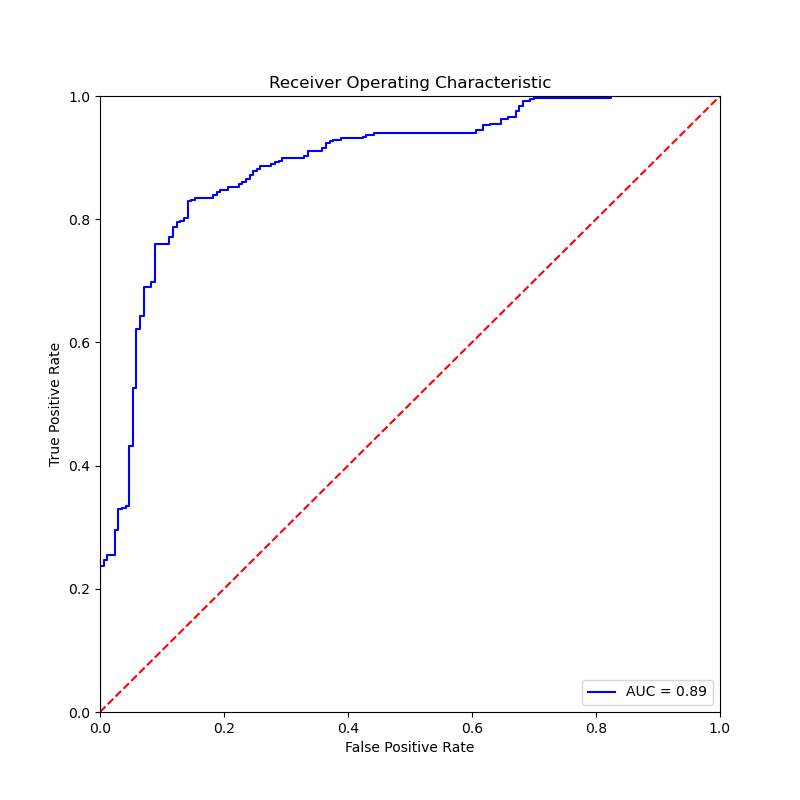 Receiver Operating Characteristic
1.0
0.8
0.6
0.4
0.2
0.0
True Positive Rate
AUC = 0.89
0.0 0.2 0.4 0.6 0.8 1.0
False Positive Rate